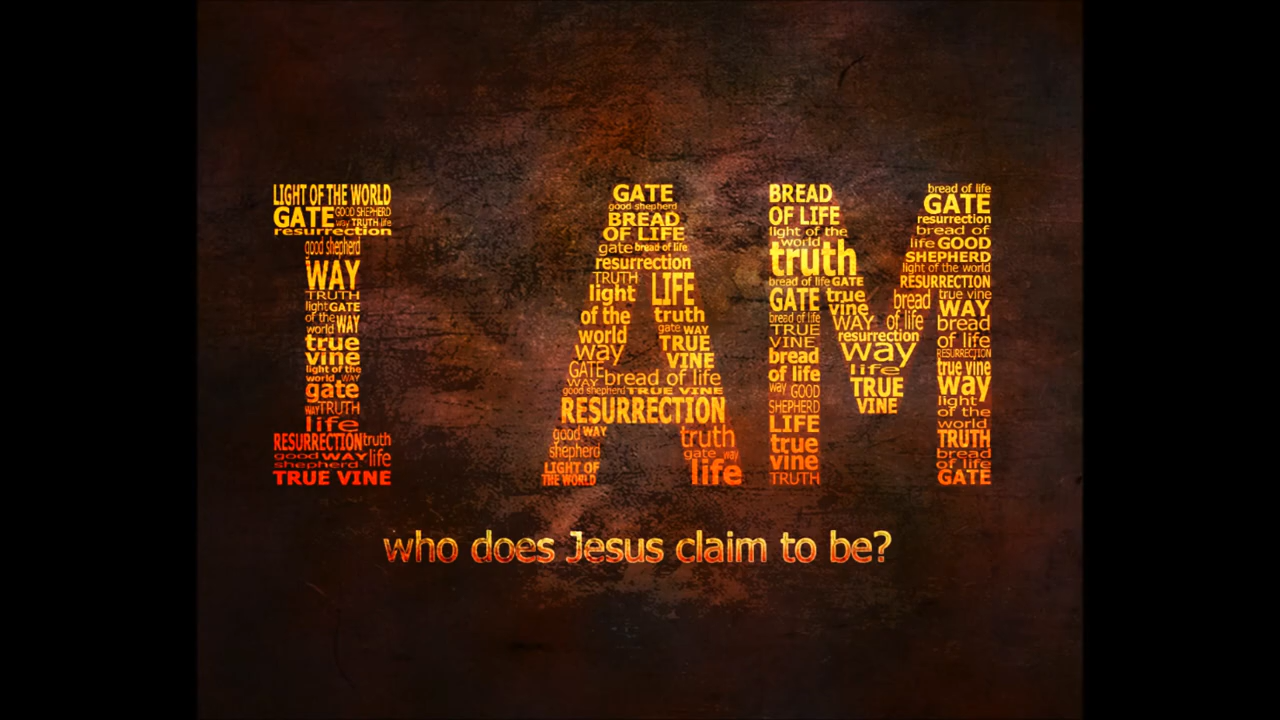 LIGHT OF THE WORLD
GATE GOOD SHEPHERD
way TRUTH life
resurrection
good shepherd
WAY
TRUTH
light GATE
of the
world WAY
true
vine
light of the
world WAY
gate
WAY TRUTH
life
RESURRECTION truth
good WAY life
shepherd
TRUE VINE
GATE
good shepherd
BREAD
OF LIFE
gate bread of life
resurrection
TRUTH
light LIFE
of the truth
world gate WAY
way TRUE
VINE
GATE
WAY bread of life
good shepherd TRUE VINE
RESURRECTION
good WAY truth
shepherd gate way
LIGHT OF life
THE WORLD
BREAD
OF LIFE
light of the
world
truth
bread of life GATE
GATE true
vine
bread of life
TRUE WAY
VINE resurrection
bread way
of life life
way GOOD TRUE
SHEPHERD VINE
LIFE
true
vine
TRUTH
bread of life
GATE
resurrection
bread of
life GOOD
SHEPHERD
light of the world
RESURRECTION
bread true vine
of life WAY
bread
of life
RESURRECTION
true vine
way
light
of the
world
TRUTH
bread
of life
GATE
who does Jesus claim to be?